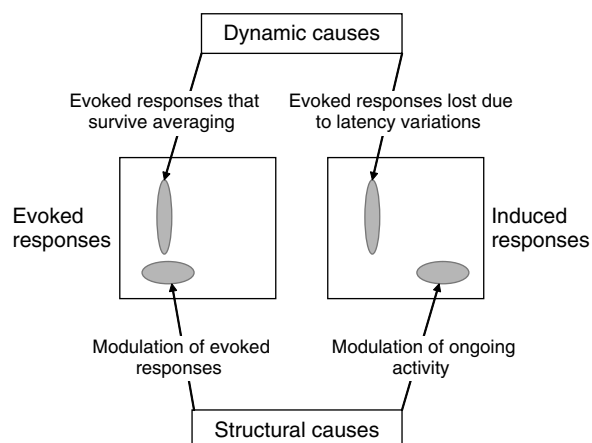 Dynamic causes
Evoked responses that
survive averaging
Evoked responses lost due
to latency variations
Evoked
responses
Induced
responses
Modulation of evoked
responses
Modulation of ongoing
activity
Structural causes